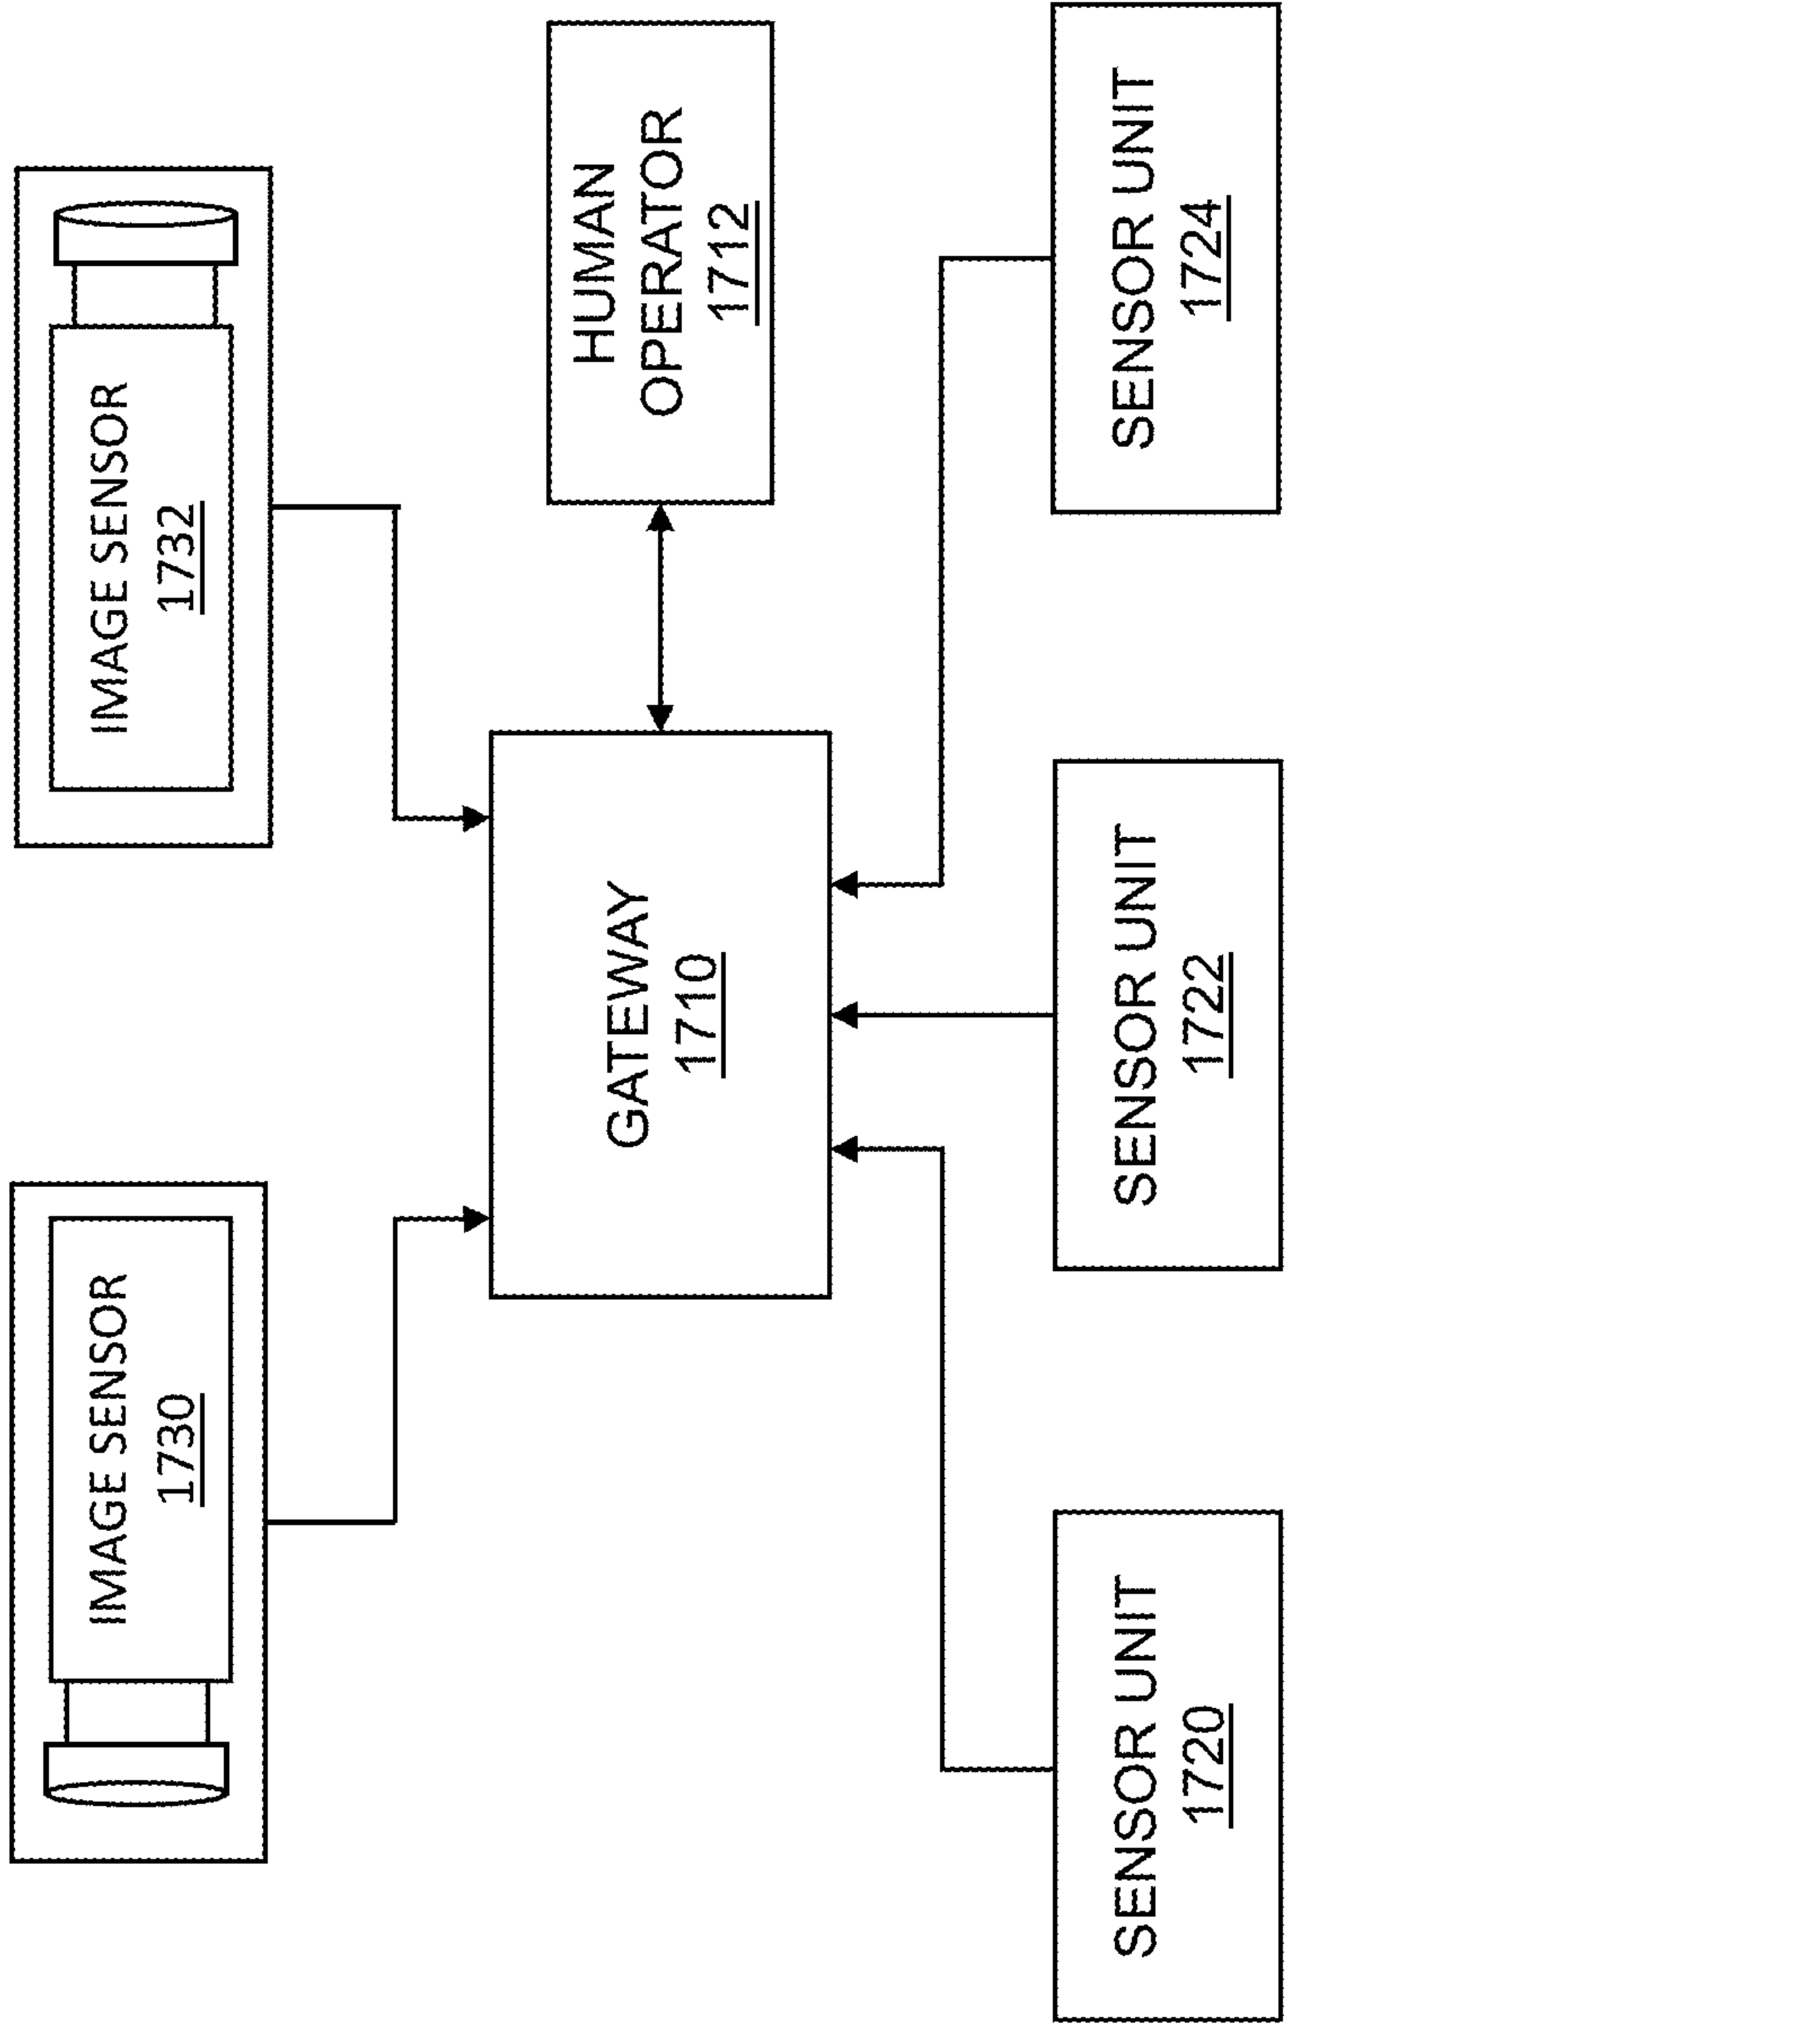 IMAGE SENSOR
1730
IMAGE SENSOR
1732
GATEWAY
1710
HUMAN
OPERATOR
1712
SENSOR UNIT
1720
SENSOR UNIT
1722
SENSOR UNIT
1724